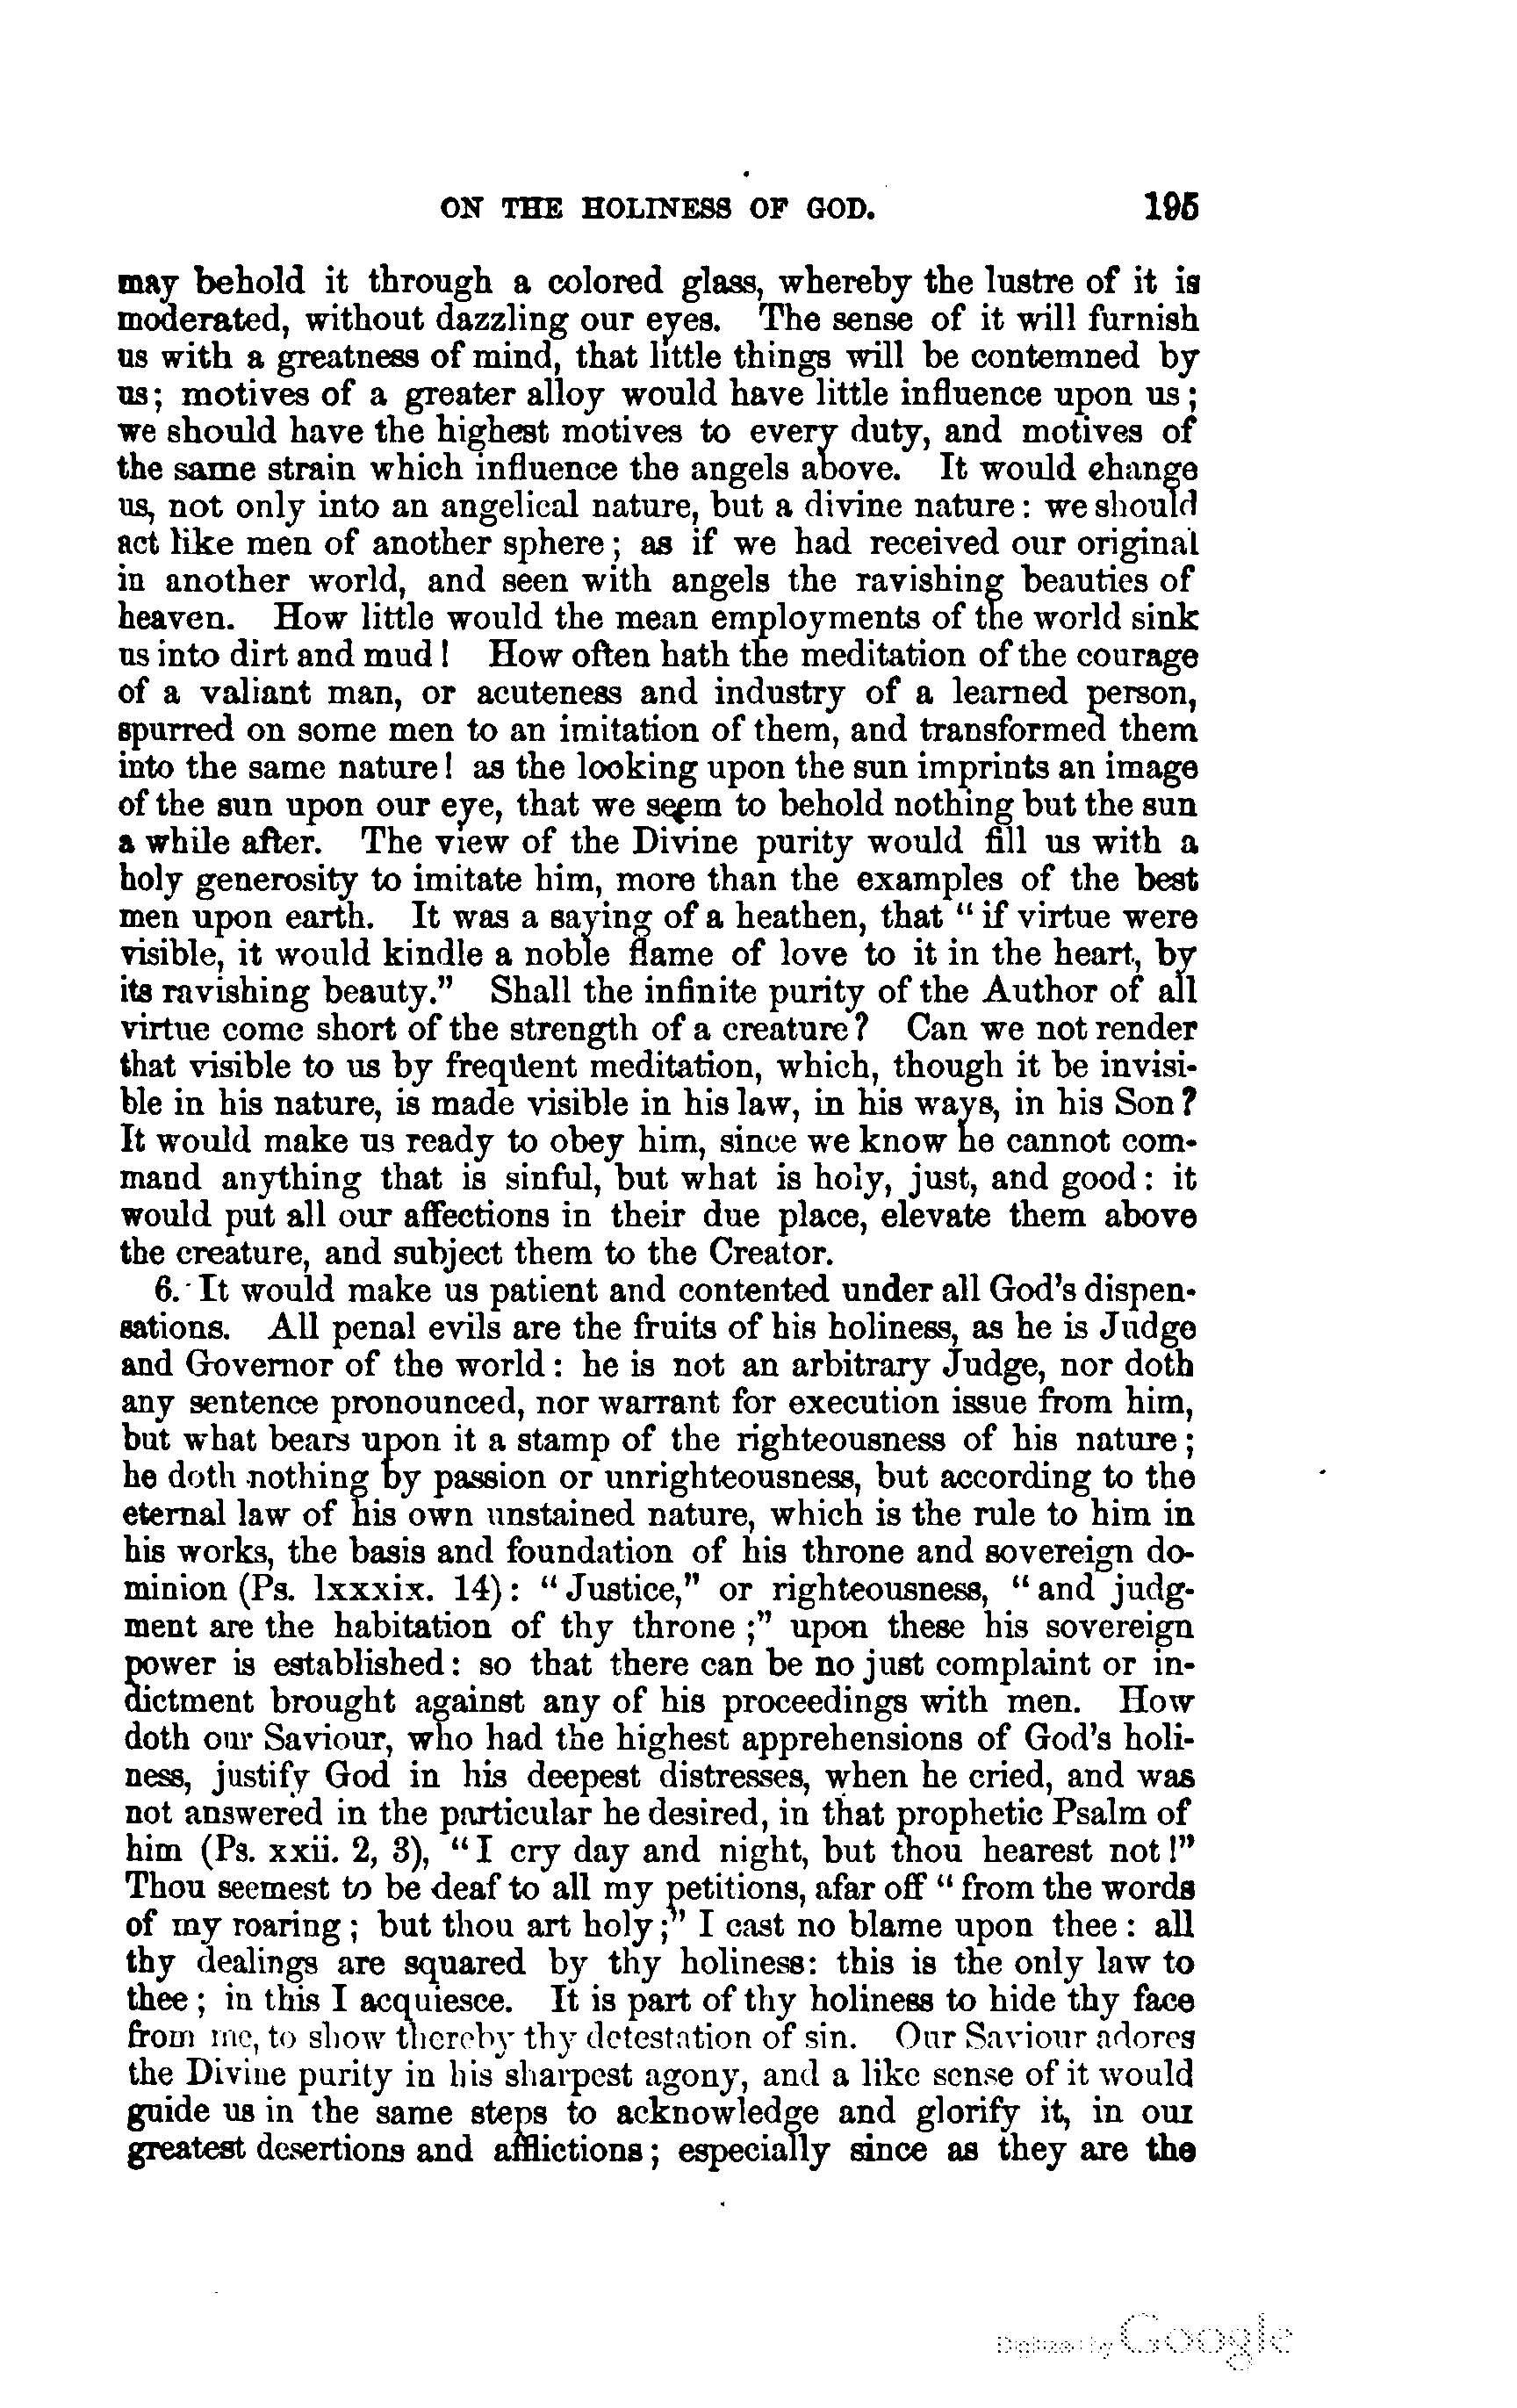 ON THE HOLINESS OF GOD. 195
may behold it through a colored glass, whereby the lustre of it is
moderated, without dazzling our eyes. The sense of it will furnish
us with a greatness of mind, that little things will be contemned by
us; motives of a greater alloy would have little influence upon us;
we should have the highest motives to every duty, and motives of
the same strain which influence the angels above. It would change
us, not only into an angelical nature, but a divine nature: we should
act like men of another sphere; as if we had received our original
in another world, and seen with angels the ravishing beauties of
heaven. How little would the mean employments of the world sink
us into dirt and mud! How often hath the meditation of the courage
of a valiant man, or acuteness and industry of a learned person,
spurred on some men to an imitation of them, and transformed them
into the same nature! as the looking upon the sun imprints an image
of the sun upon our eye, that we seem to behold nothing but the sun
a while after. The view of the Divine purity would fill us with a
holy generosity to imitate him, more than the examples of the best
men upon earth. It was a saying of a heathen, that "if virtue were
visible, it would kindle a noble flame of love to it in the heart, by
its ravishing beauty." Shall the infinite purity of the Author of all
virtue come short of the strength of a creature? Can we not render
that visible to us by frequent meditation, which, though it be invisi-
ble in his nature, is made visible in his law, in his ways, in his Son?
It would make us ready to obey him, since we know he cannot com-
mand anything that is sinful, but what is holy, just, and good: it
would put all our affections in their due place, elevate them above
the creature, and subject them to the Creator.
6. It would make us patient and contented under all God's dispen-
sations. All penal evils are the fruits of his holiness, as he is Judge
and Governor of the world: he is not an arbitrary Judge, nor doth
any sentence pronounced, nor warrant for execution issue from him,
but what bears upon it a stamp of the righteousness of his nature;
he doth nothing by passion or unrighteousness, but according to the
eternal law of his own unstained nature, which is the rule to him in
his works, the basis and foundation of his throne and sovereign do-
minion (Ps. lxxxix. 14): "Justice," or righteousness, "and judg-
ment are the habitation of thy throne;" upon these his sovereign
power is established: so that there can be no just complaint or in-
dictment brought against any of his proceedings with men. How
doth our Saviour, who had the highest apprehensions of God's holi-
ness, justify God in his deepest distresses, when he cried, and was
not answered in the particular he desired, in that prophetic Psalm of
him (Ps. xxii. 2, 3), "I cry day and night, but thou hearest not!"
Thou seemest to be deaf to all my petitions, afar off "from the words
of my roaring; but thou art holy;" I cast no blame upon thee: all
thy dealings are squared by thy holiness: this is the only law to
thee; in this I acquiesce. It is part of thy holiness to hide thy face
from me, to show thereby thy detestation of sin. Our Saviour adores
the Divine purity in his sharpest agony, and a like sense of it would
guide us in the same steps to acknowledge and glorify it, in our
greatest desertions and afflictions; especially since as they are the
Digitized by Google